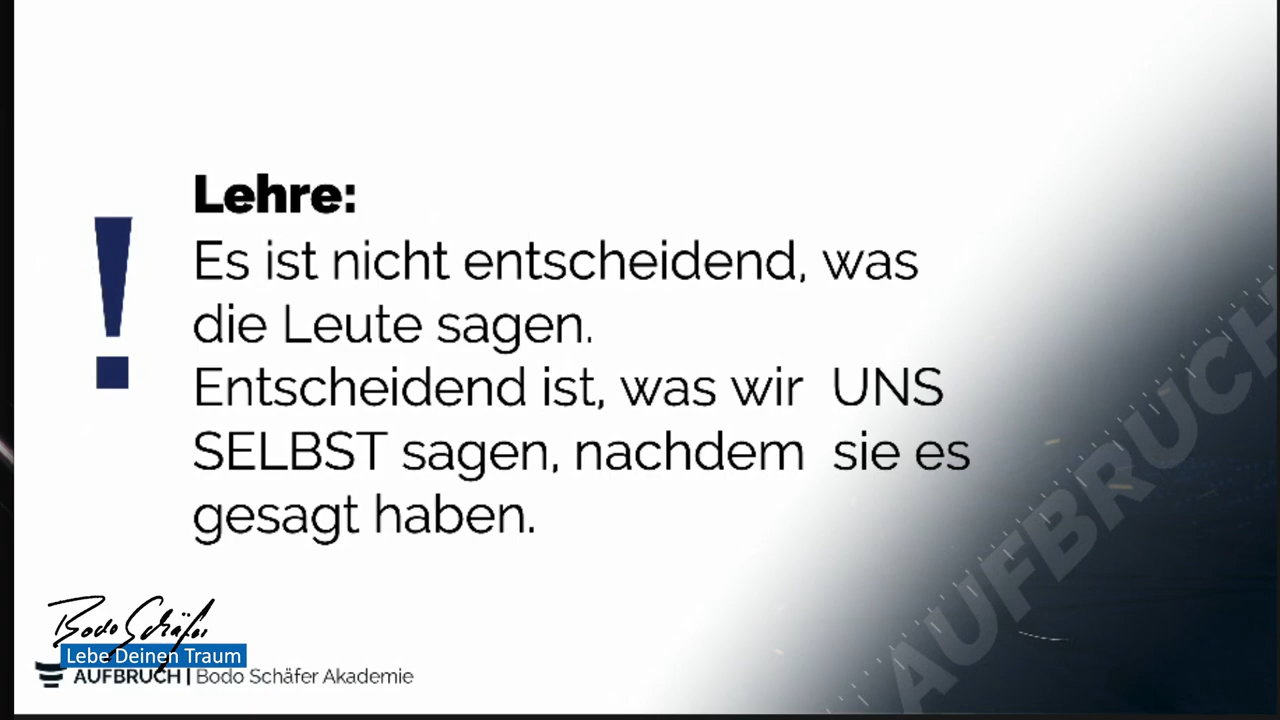 Lehre:
Es ist nicht entscheidend, was
die Leute sagen.
Entscheidend ist, was wir UNS
SELBST sagen, nachdem sie es
gesagt haben.
AUFBRUCH
Bodo Schäfer
Lebe Deinen Traum
AUFBRUCH | Bodo Schäfer Akademie